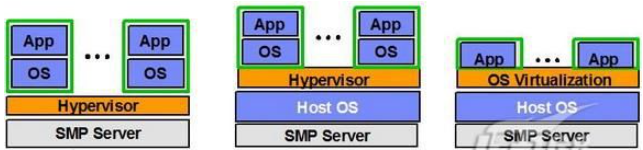 App ... App
OS OS
Hypervisor
SMP Server
App ... App
OS OS
Hypervisor
Host OS
SMP Server
App ... App
OS Virtualization
Host OS
SMP Server